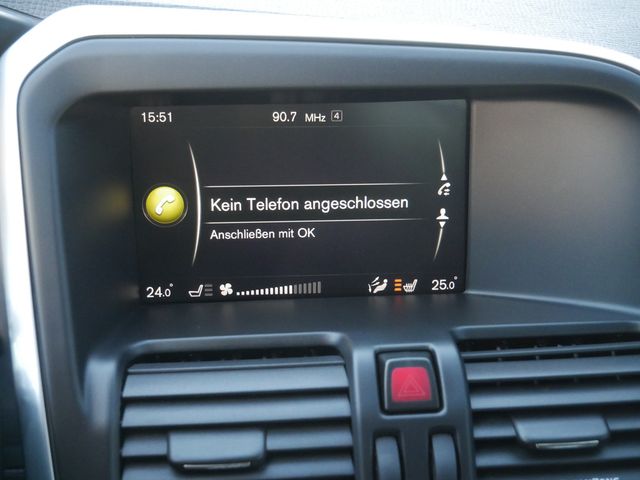 15:51 90.7 MHz 4
Kein Telefon angeschlossen
Anschließen mit OK
24.0° 25.0°